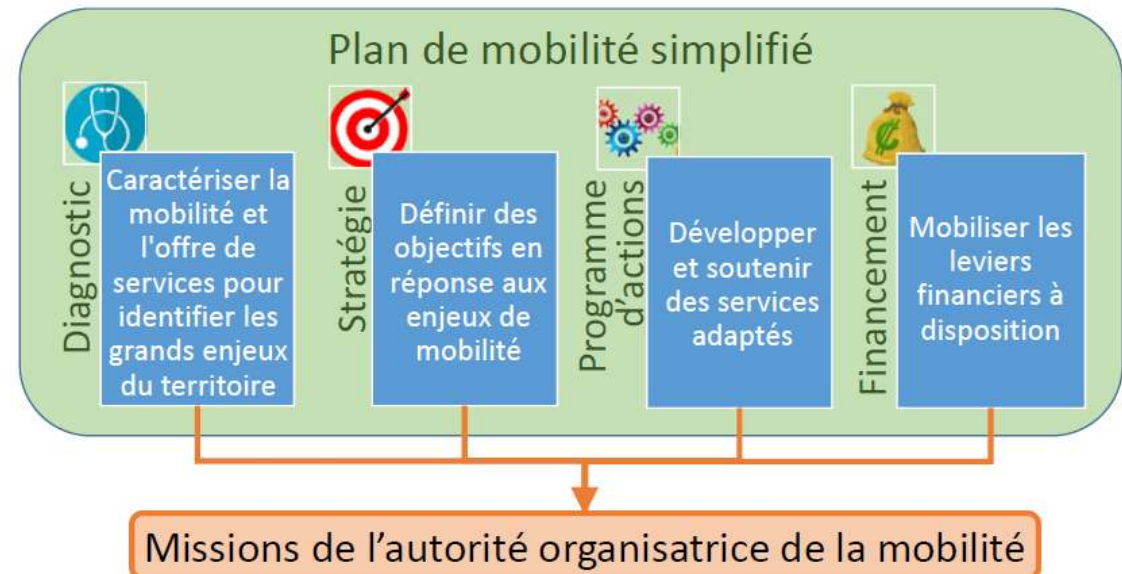 Plan de mobilité simplifié
Diagnostic
Caractériser la
mobilité et
l'offre de
services pour
identifier les
grands enjeux
du territoire
Stratégie
Définir des
objectifs en
réponse aux
enjeux de
mobilité
Programme
d'actions
Développer
et soutenir
des services
adaptés
Financement
Mobiliser les
leviers
financiers à
disposition
Missions de l'autorité organisatrice de la mobilité